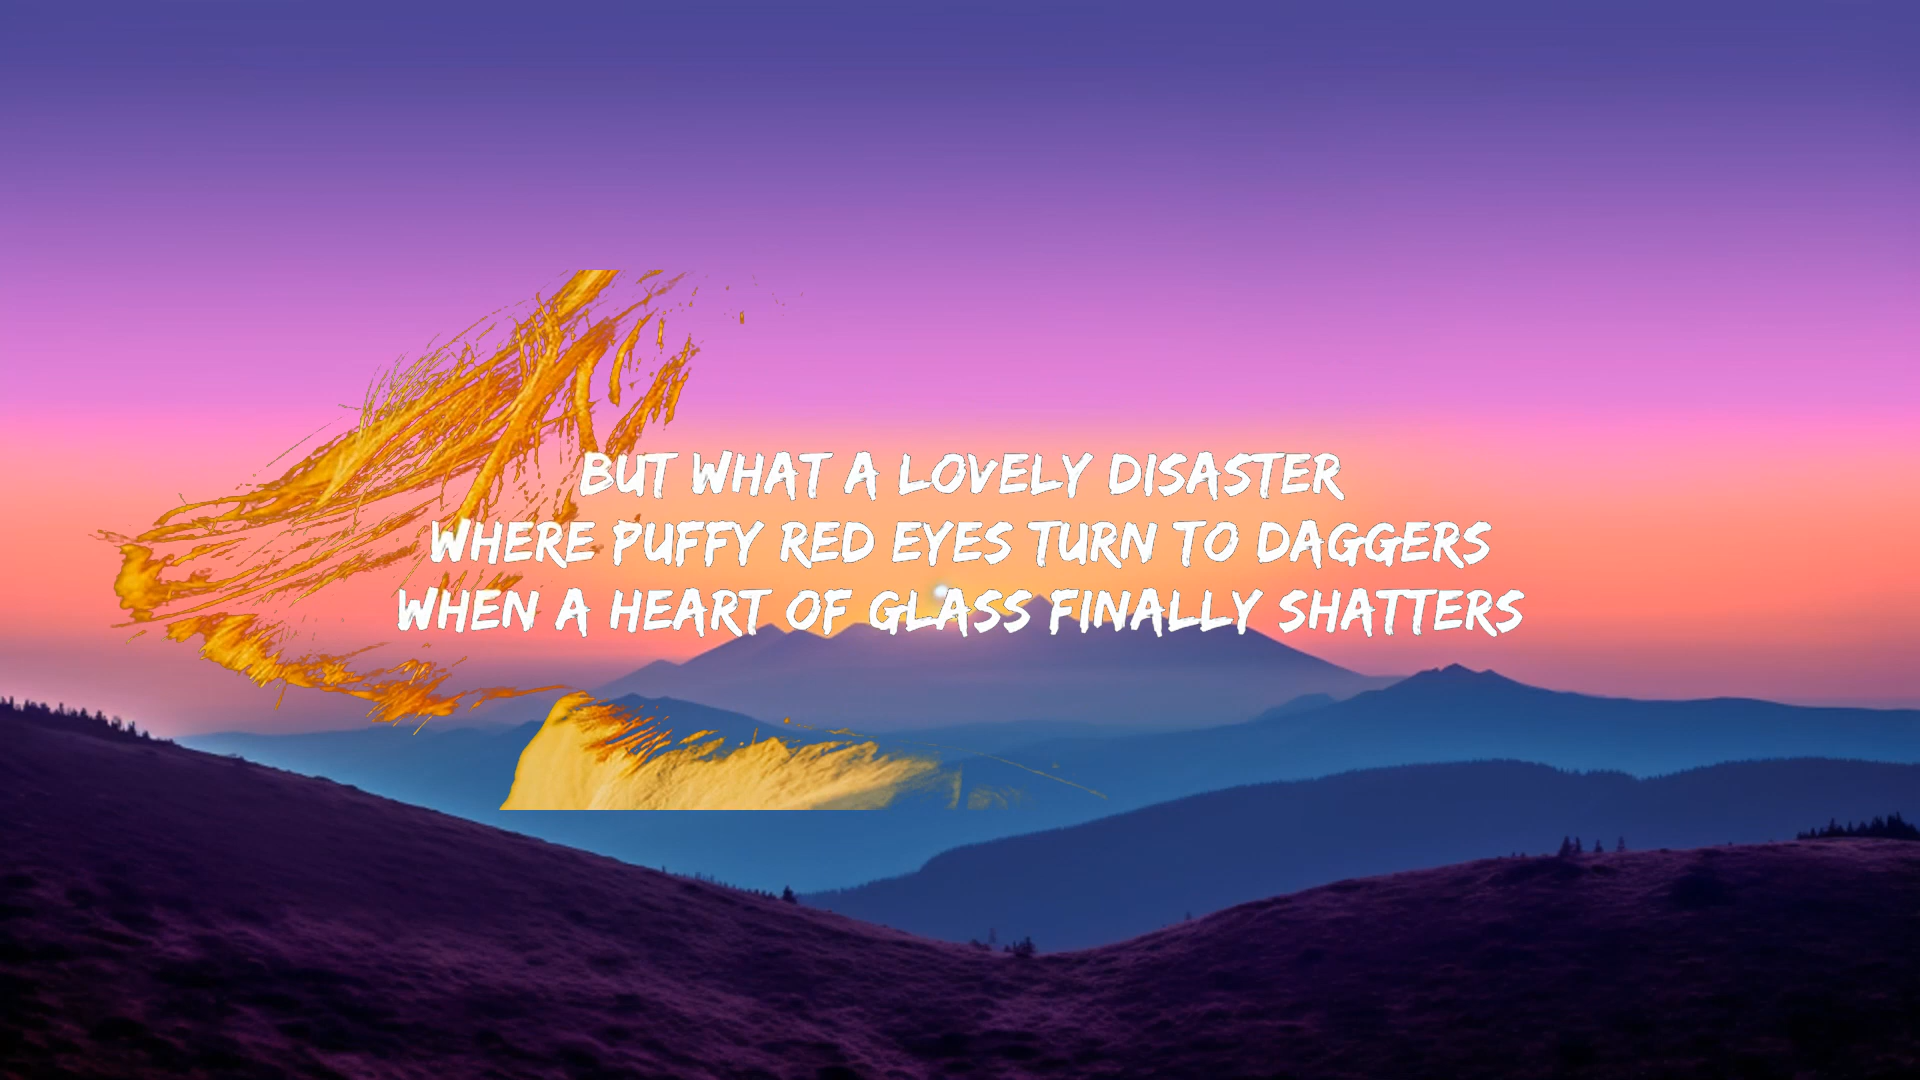 BUT WHAT A LOVELY DISASTER
WHERE PUFFY RED EYES TURN TO DAGGERS
WHEN A HEART OF GLASS FINALLY SHATTERS